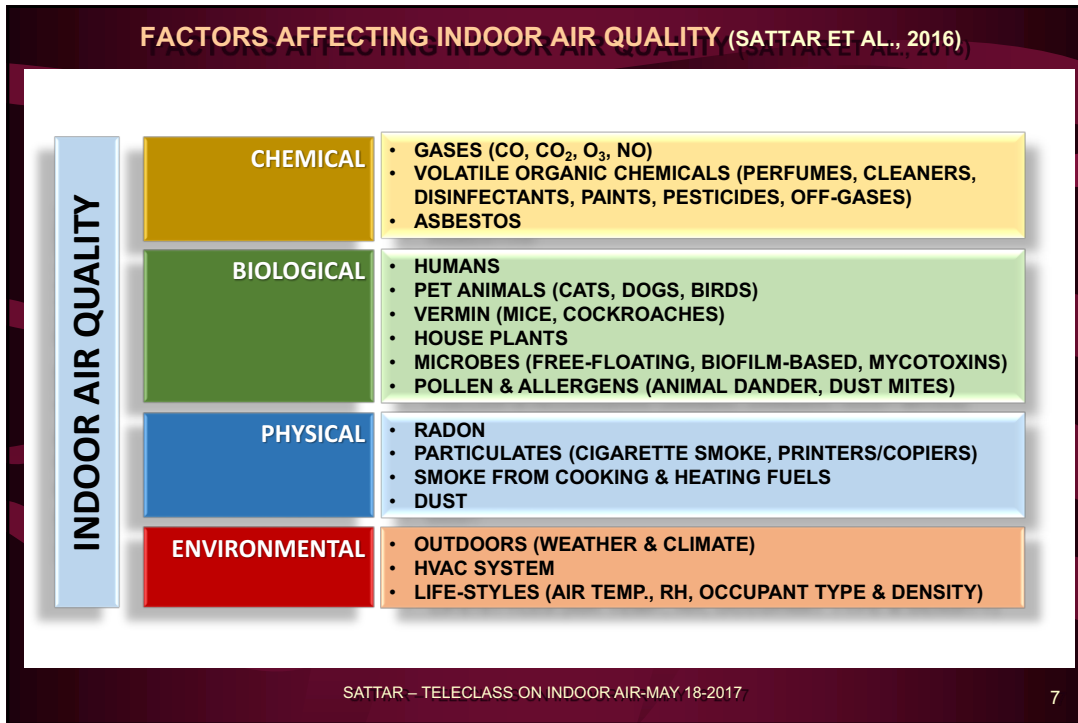 FACTORS AFFECTING INDOOR AIR QUALITY (SATTAR ET AL., 2016)
INDOOR AIR QUALITY
CHEMICAL
• GASES (CO, CO₂, O₃, NO)
• VOLATILE ORGANIC CHEMICALS (PERFUMES, CLEANERS,
DISINFECTANTS, PAINTS, PESTICIDES, OFF-GASES)
• ASBESTOS
BIOLOGICAL
• HUMANS
• PET ANIMALS (CATS, DOGS, BIRDS)
• VERMIN (MICE, COCKROACHES)
• HOUSE PLANTS
• MICROBES (FREE-FLOATING, BIOFILM-BASED, MYCOTOXINS)
• POLLEN & ALLERGENS (ANIMAL DANDER, DUST MITES)
PHYSICAL
• RADON
• PARTICULATES (CIGARETTE SMOKE, PRINTERS/COPIERS)
• SMOKE FROM COOKING & HEATING FUELS
• DUST
ENVIRONMENTAL
• OUTDOORS (WEATHER & CLIMATE)
• HVAC SYSTEM
• LIFE-STYLES (AIR TEMP., RH, OCCUPANT TYPE & DENSITY)
SATTAR – TELECLASS ON INDOOR AIR-MAY 18-2017
7